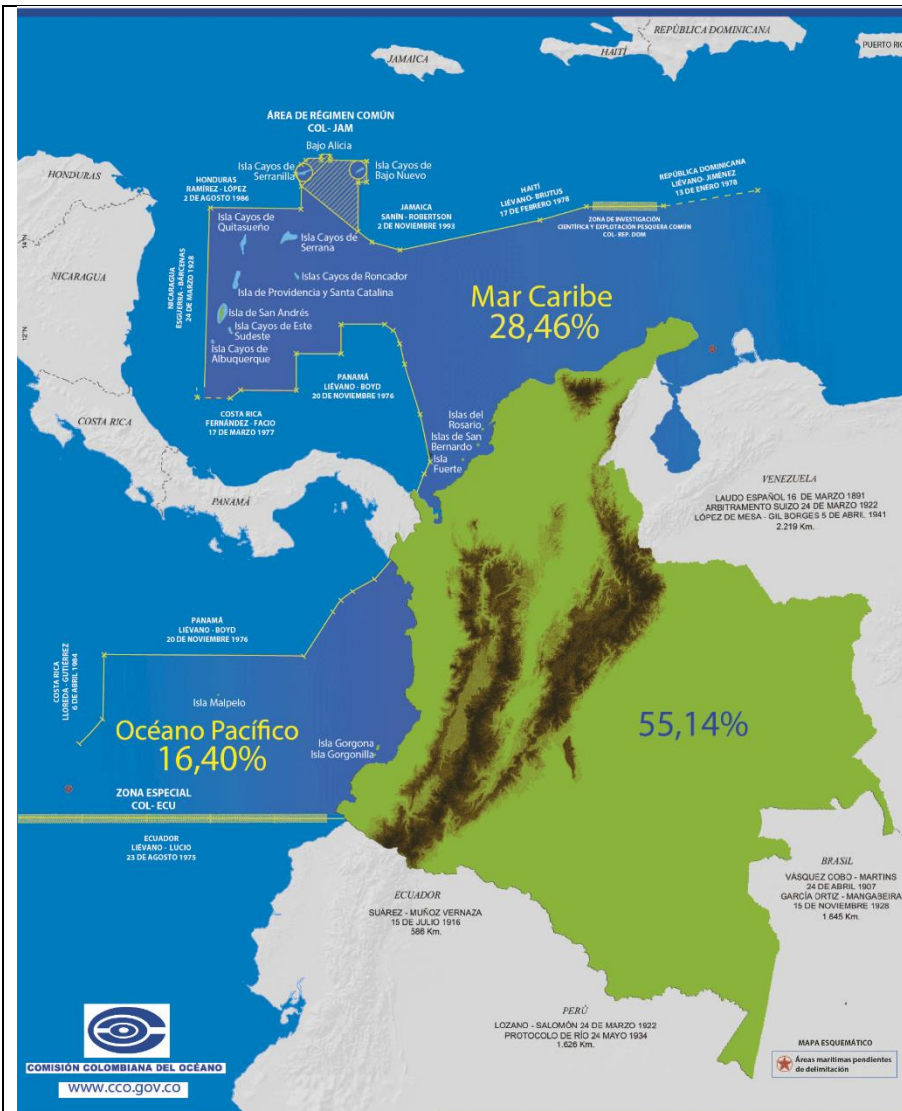 REPÚBLICA DOMINICANA
HAITÍ
PUERTO RIC
JAMAICA
ÁREA DE RÉGIMEN COMÚN
COL- JAM
Bajo Alicia
Isla Cayos de
Serranilla
Isla Cayos de
Bajo Nuevo
HONDURAS
HONDURAS
RAMÍREZ - LÓPEZ
2 DE AGOSTO 1986
REPÚBLICA DOMINICANA
LIÉVANO- JIMÉNEZ
13 DE ENERO 1978
HAITÍ
LIÉVANO- BRUTUS
17 DE FEBRERO 1978
JAMAICA
SANÍN - ROBERTSON
2 DE NOVIEMBRE 1993
ZONA DE INVESTIGACIÓN
CIENTÍFICA Y EXPLOTACIÓN PESQUERA COMÚN
COL- REP. DOM
Isla Cayos de
Quitasueño
Isla Cayos de
Serrana
14°N
NICARAGUA
NICARAGUA
ESGUERRA - BÁRCENAS
24 DE MARZO 1928
Islas Cayos de Roncador
Isla de Providencia y Santa Catalina
Mar Caribe
28,46%
Isla de San Andrés
Isla Cayos de Este
Sudeste
Isla Cayos de
Albuquerque
12°N
PANAMÁ
LIÉVANO - BOYD
20 DE NOVIEMBRE 1976
COSTA RICA
FERNÁNDEZ - FACIO
17 DE MARZO 1977
COSTA RICA
Islas del
Rosario
Islas de San
Bernardo
Isla
Fuerte
PANAMÁ
VENEZUELA
LAUDO ESPAÑOL 16 DE MARZO 1891
ARBITRAMENTO SUIZO 24 DE MARZO 1922
LÓPEZ DE MESA - GIL BORGES 5 DE ABRIL 1941
2.219 Km.
PANAMÁ
LIÉVANO - BOYD
20 DE NOVIEMBRE 1976
COSTA RICA
LLOREDA - GUTIÉRREZ
6 DE ABRIL 1984
Isla Malpelo
Océano Pacífico
16,40%
Isla Gorgona
Isla Gorgonilla
55,14%
ZONA ESPECIAL
COL- ECU
ECUADOR
LIÉVANO - LUCIO
23 DE AGOSTO 1975
BRASIL
VÁSQUEZ COBO - MARTINS
24 DE ABRIL 1907
GARCÍA ORTIZ - MANGABEIRA
15 DE NOVIEMBRE 1928
1.645 Km.
ECUADOR
SUÁREZ - MUÑOZ VERNAZA
15 DE JULIO 1916
586 Km.
PERÚ
LOZANO - SALOMÓN 24 DE MARZO 1922
PROTOCOLO DE RÍO 24 MAYO 1934
1.626 Km.
COMISIÓN COLOMBIANA DEL OCÉANO
www.cco.gov.co
MAPA ESQUEMÁTICO
Áreas marítimas pendientes
de delimitación